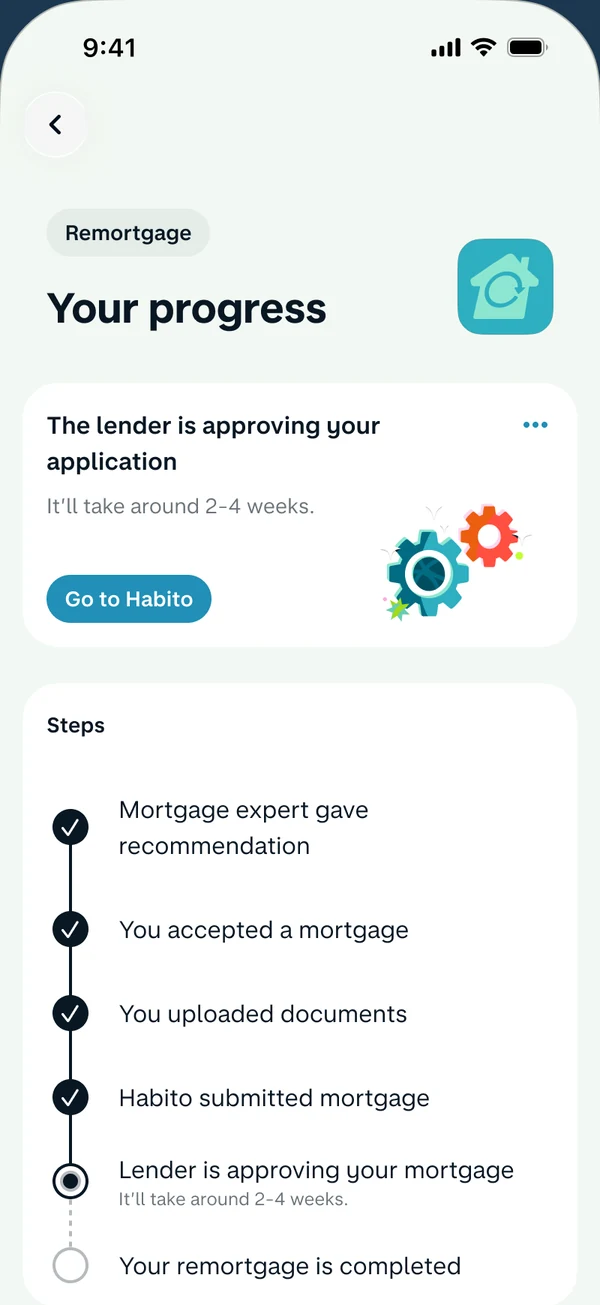 9:41
Remortgage
Your progress
The lender is approving your
application
It'll take around 2-4 weeks.
Go to Habito
Steps
Mortgage expert gave
recommendation
You accepted a mortgage
You uploaded documents
Habito submitted mortgage
Lender is approving your mortgage
It'll take around 2-4 weeks.
Your remortgage is completed